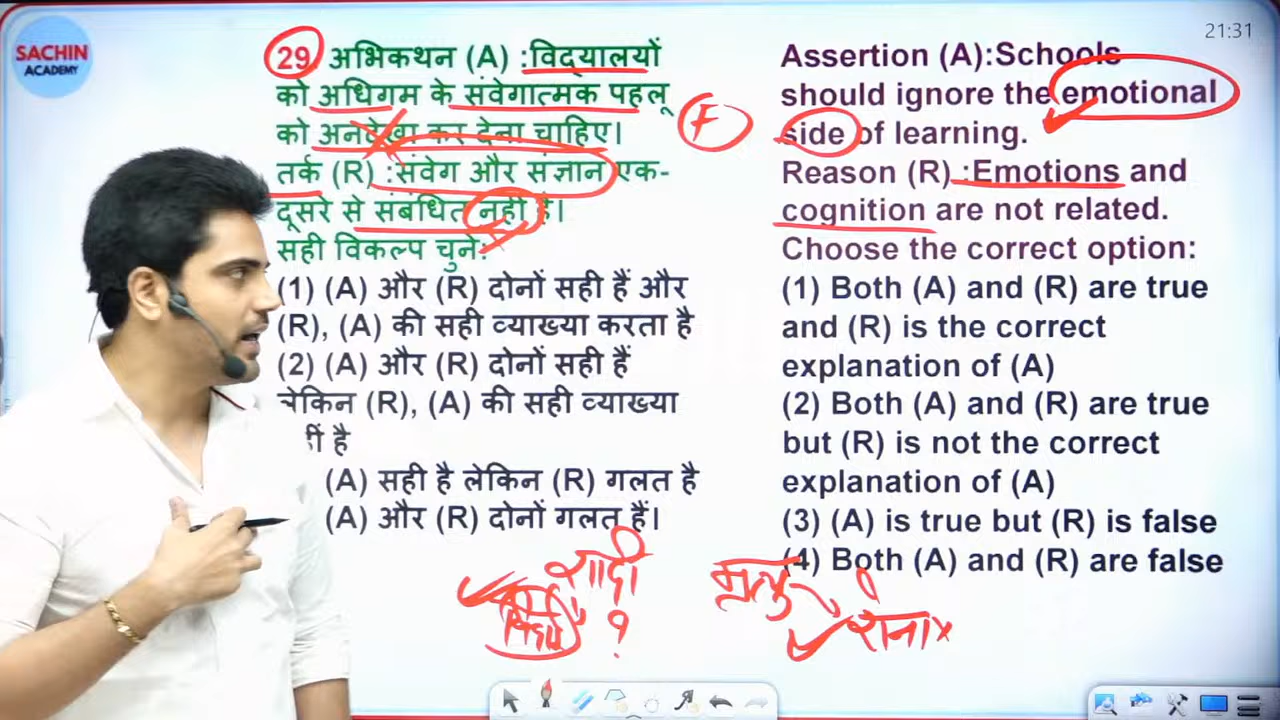 21:31
SACHIN
ACADEMY
29 अभिकथन (A) :विद्यालयों
को अधिगम के संवेगात्मक पहलू
को अनदेखा कर देना चाहिए।
तर्क (R) :संवेग और संज्ञान एक-
दूसरे से संबंधित नहीं हैं।
सही विकल्प चुनें:
(1) (A) और (R) दोनों सही हैं और
(R), (A) की सही व्याख्या करता है
(2) (A) और (R) दोनों सही हैं
लेकिन (R), (A) की सही व्याख्या
है
(A) सही है लेकिन (R) गलत है
(A) और (R) दोनों गलत हैं।
F
Assertion (A):Schools
should ignore the emotional
side of learning.
Reason (R) :Emotions and
cognition are not related.
Choose the correct option:
(1) Both (A) and (R) are true
and (R) is the correct
explanation of (A)
(2) Both (A) and (R) are true
but (R) is not the correct
explanation of (A)
(3) (A) is true but (R) is false
(4) Both (A) and (R) are false
शादी
?
मृत्यु
रोना